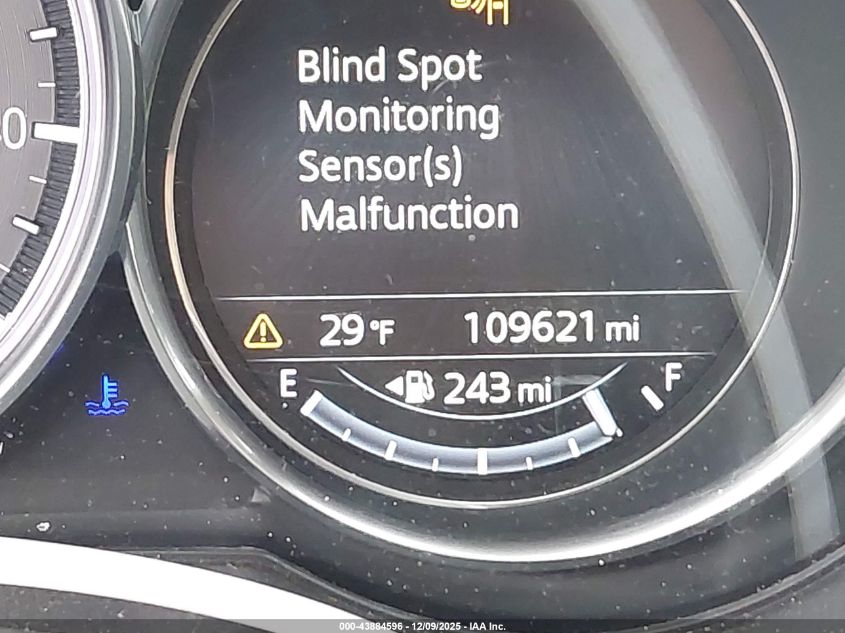 Blind Spot
Monitoring
Sensor(s)
Malfunction
29°F 109621 mi
E 243 mi F
000-43884596 - 12/09/2025 - IAA Inc.